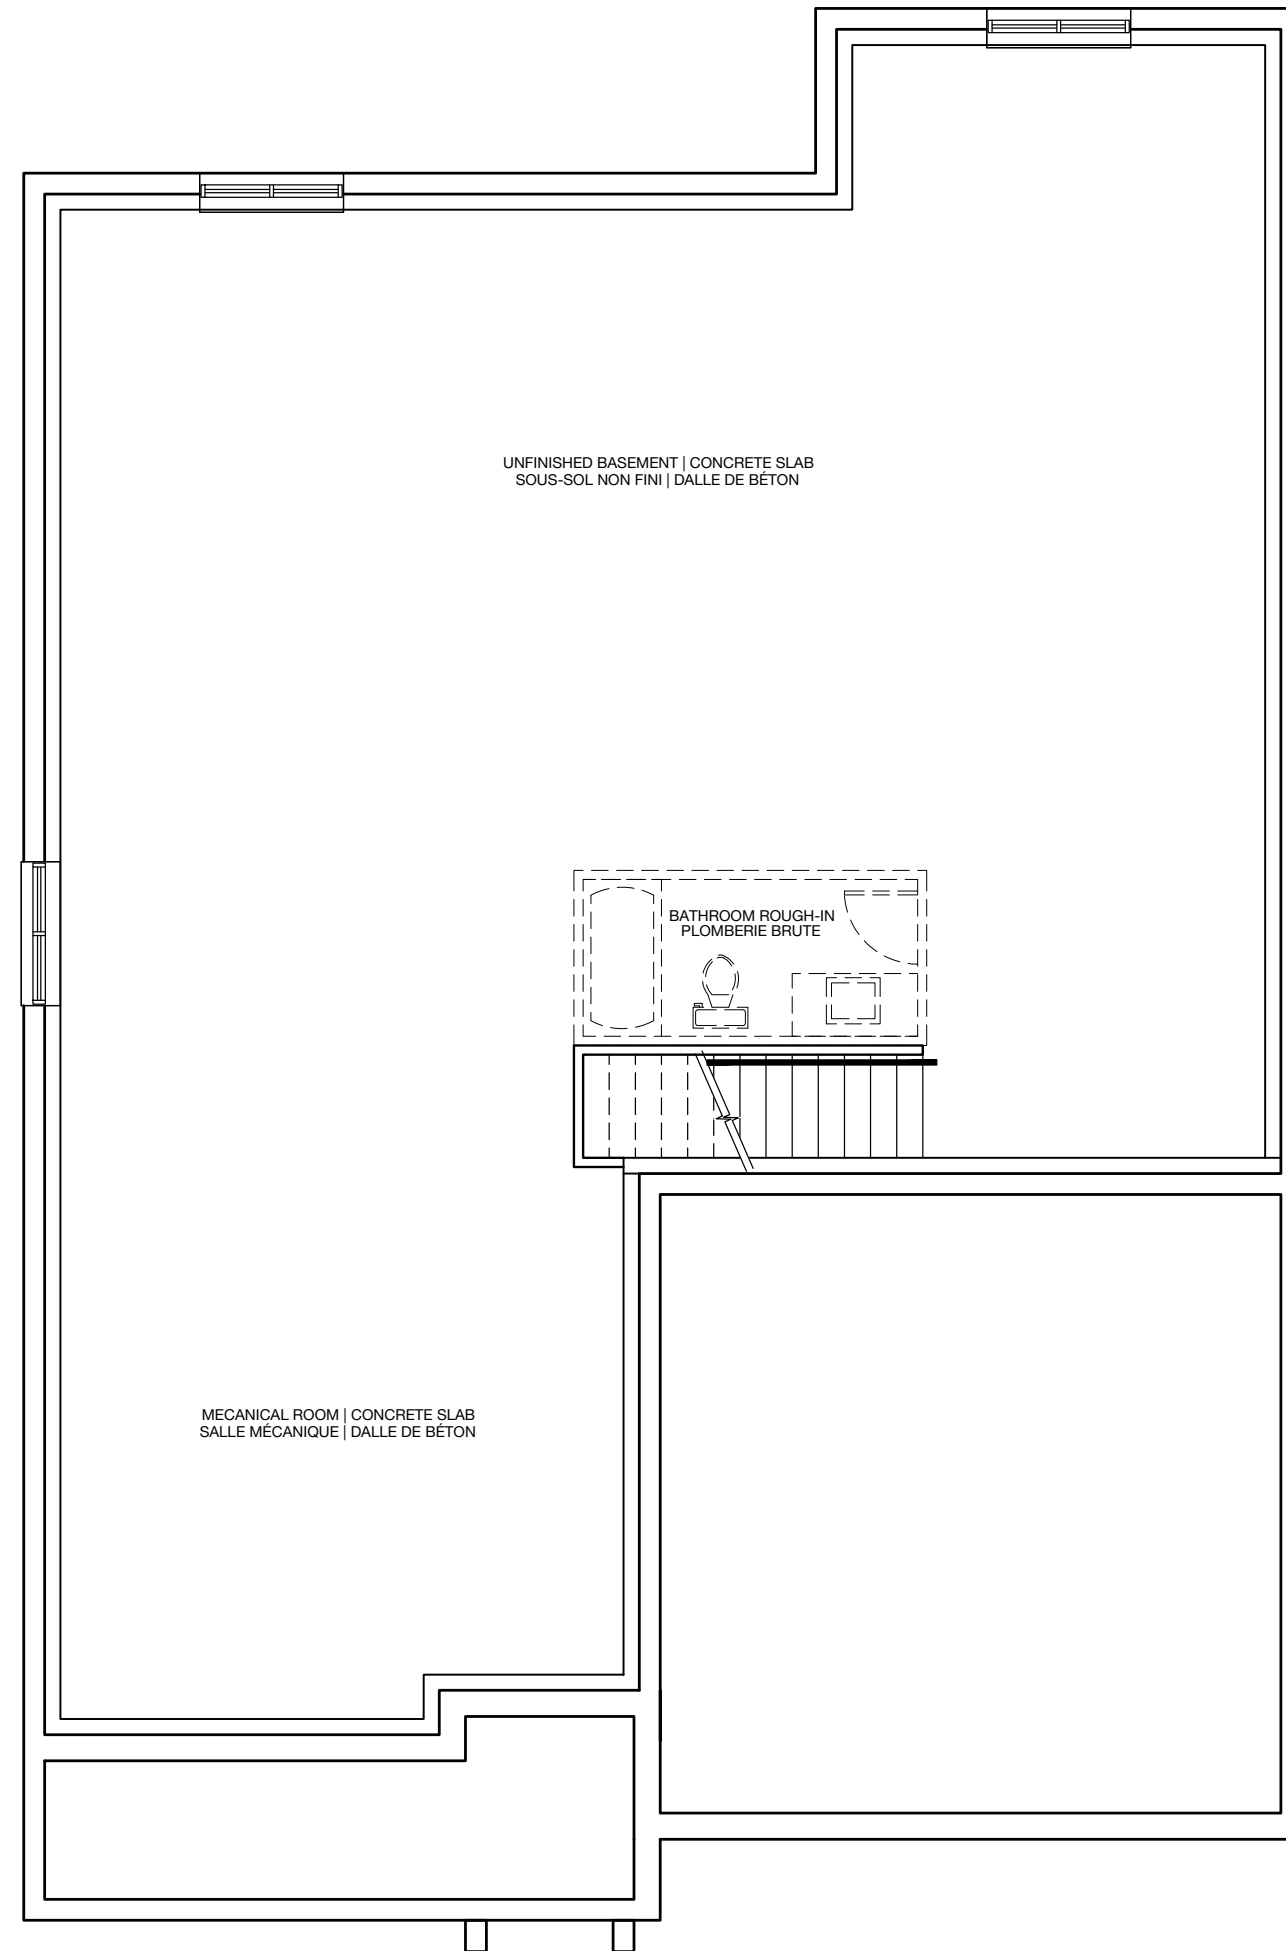 UNFINISHED BASEMENT | CONCRETE SLAB
SOUS-SOL NON FINI | DALLE DE BÉTON
BATHROOM ROUGH-IN
PLOMBERIE BRUTE
MECANICAL ROOM | CONCRETE SLAB
SALLE MÉCANIQUE | DALLE DE BÉTON